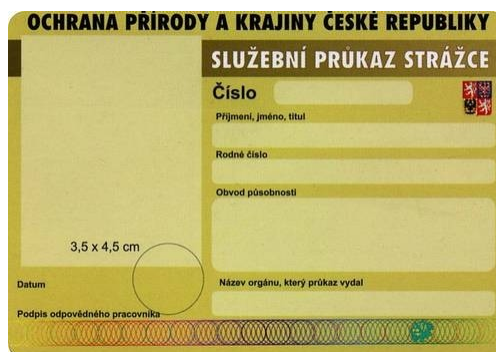 OCHRANA PŘÍRODY A KRAJINY ČESKÉ REPUBLIKY
SLUŽEBNÍ PRŮKAZ STRÁŽCE
Číslo
Příjmení, jméno, titul
Rodné číslo
Obvod působnosti
3,5 x 4,5 cm
Datum
Název orgánu, který průkaz vydal
Podpis odpovědného pracovníka